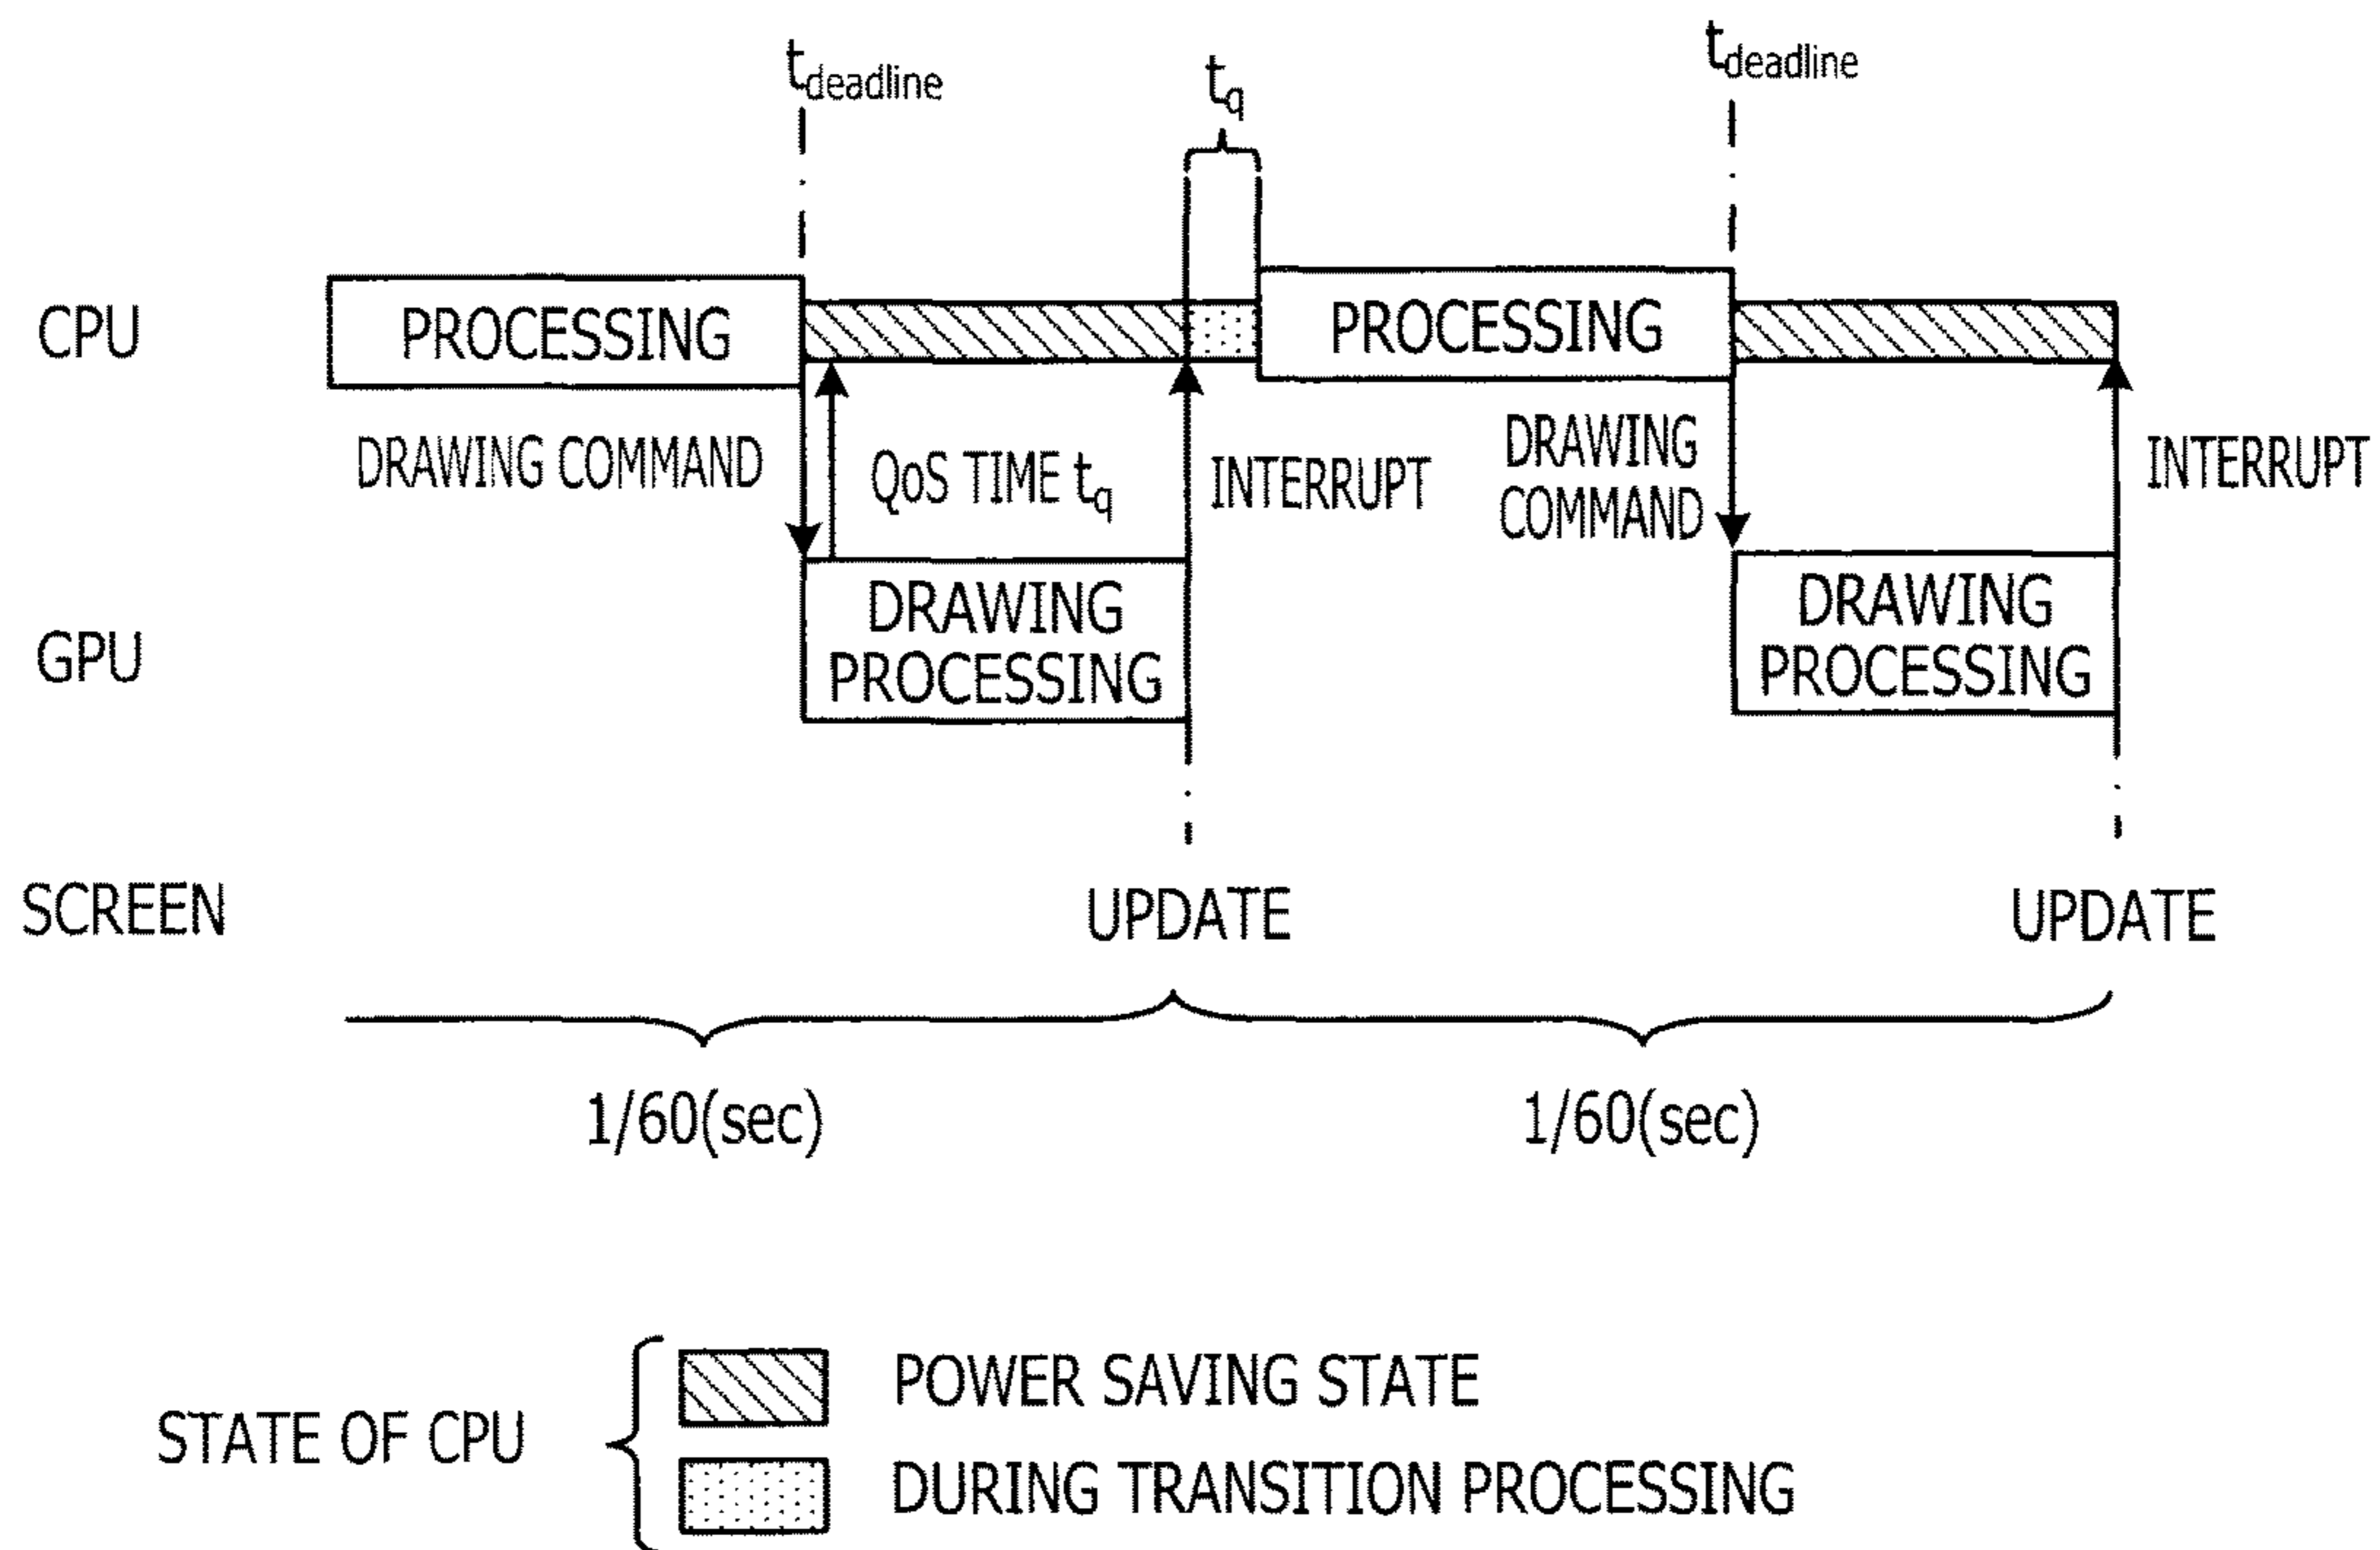 tdeadline
tq
tdeadline
CPU
PROCESSING
PROCESSING
DRAWING COMMAND
QoS TIME tq
INTERRUPT
DRAWING
COMMAND
INTERRUPT
GPU
DRAWING
PROCESSING
DRAWING
PROCESSING
SCREEN
UPDATE
UPDATE
1/60(sec)
1/60(sec)
STATE OF CPU
POWER SAVING STATE
DURING TRANSITION PROCESSING